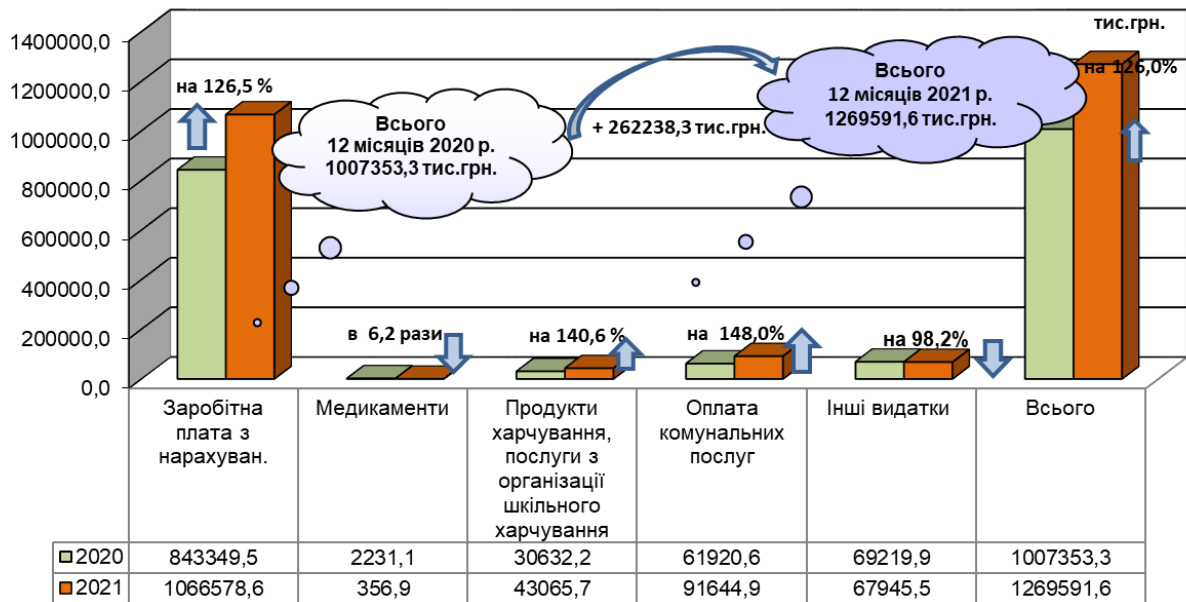 тис.грн.
1400000,0
1200000,0
1000000,0
800000,0
600000,0
400000,0
200000,0
0,0
на 126,5 %
Всього
12 місяців 2020 р.
1007353,3 тис.грн.
+ 262238,3 тис.грн.
Всього
12 місяців 2021 р.
1269591,6 тис.грн.
на 126,0%
в 6,2 рази
на 140,6 %
на 148,0%
на 98,2%
Заробітна
плата з
нарахуван.
Медикаменти
Продукти
харчування,
послуги з
організації
шкільного
харчування
Оплата
комунальних
послуг
Інші видатки
Всього
2020 843349,5 2231,1 30632,2 61920,6 69219,9 1007353,3
2021 1066578,6 356,9 43065,7 91644,9 67945,5 1269591,6